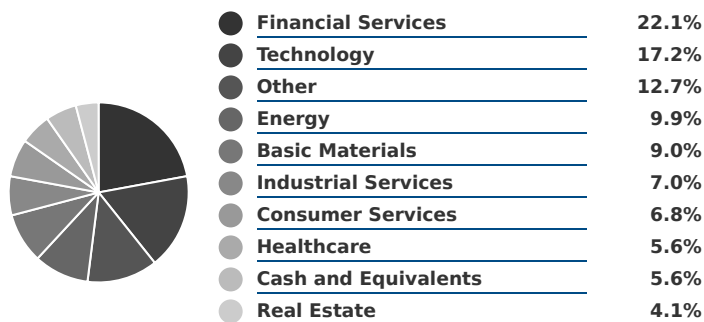 Financial Services 22.1%
Technology 17.2%
Other 12.7%
Energy 9.9%
Basic Materials 9.0%
Industrial Services 7.0%
Consumer Services 6.8%
Healthcare 5.6%
Cash and Equivalents 5.6%
Real Estate 4.1%